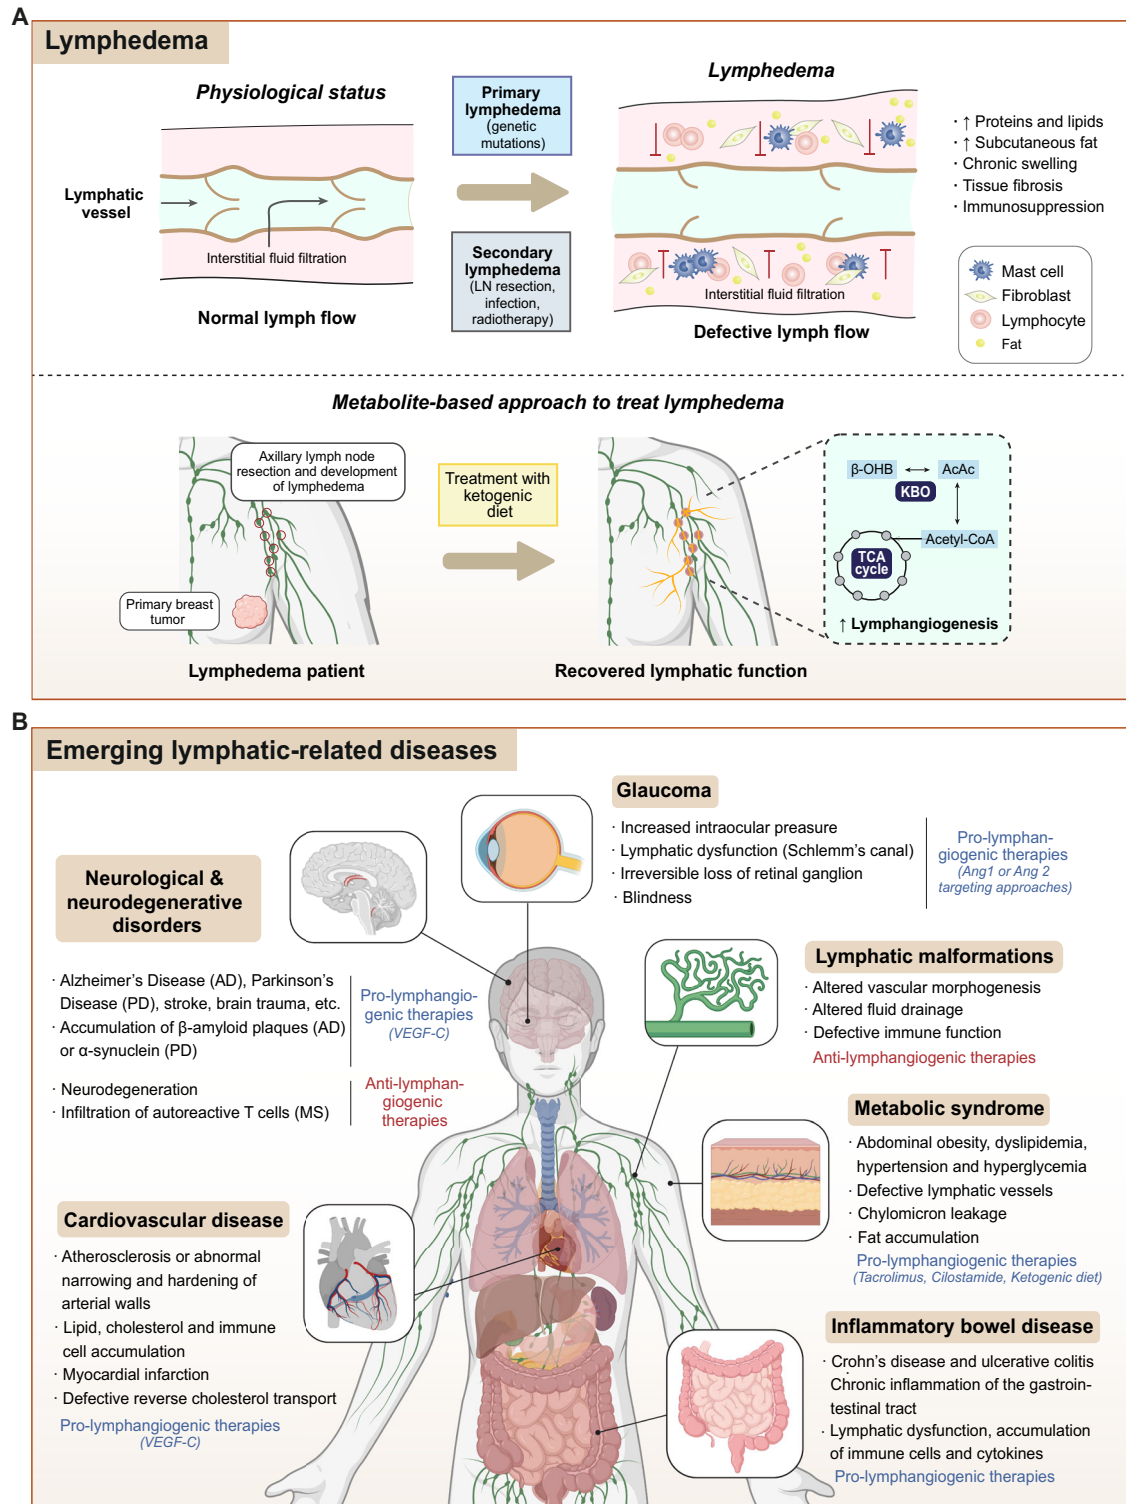 A
Lymphedema
Physiological status
Lymphatic
vessel
Interstitial fluid filtration
Normal lymph flow
Primary
lymphedema
(genetic
mutations)
Secondary
lymphedema
(LN resection,
infection,
radiotherapy)
Lymphedema
Interstitial fluid filtration
Defective lymph flow
· ↑ Proteins and lipids
· ↑ Subcutaneous fat
· Chronic swelling
· Tissue fibrosis
· Immunosuppression
Mast cell
Fibroblast
Lymphocyte
Fat
Metabolite-based approach to treat lymphedema
Axillary lymph node
resection and development
of lymphedema
Primary breast
tumor
Lymphedema patient
Treatment with
ketogenic
diet
Recovered lymphatic function
β-OHB
AcAc
KBO
Acetyl-CoA
TCA
cycle
↑ Lymphangiogenesis
B
Emerging lymphatic-related diseases
Glaucoma
· Increased intraocular preasure
· Lymphatic dysfunction (Schlemm's canal)
· Irreversible loss of retinal ganglion
· Blindness
Pro-lymphan-
giogenic therapies
(Ang1 or Ang 2
targeting approaches)
Neurological &
neurodegenerative
disorders
· Alzheimer's Disease (AD), Parkinson's
Disease (PD), stroke, brain trauma, etc.
· Accumulation of β-amyloid plaques (AD)
or α-synuclein (PD)
Pro-lymphangio-
genic therapies
(VEGF-C)
· Neurodegeneration
· Infiltration of autoreactive T cells (MS)
Anti-lymphan-
giogenic
therapies
Lymphatic malformations
· Altered vascular morphogenesis
· Altered fluid drainage
· Defective immune function
Anti-lymphangiogenic therapies
Metabolic syndrome
· Abdominal obesity, dyslipidemia,
hypertension and hyperglycemia
· Defective lymphatic vessels
· Chylomicron leakage
· Fat accumulation
Pro-lymphangiogenic therapies
(Tacrolimus, Cilostamide, Ketogenic diet)
Cardiovascular disease
· Atherosclerosis or abnormal
narrowing and hardening of
arterial walls
· Lipid, cholesterol and immune
cell accumulation
· Myocardial infarction
· Defective reverse cholesterol transport
Pro-lymphangiogenic therapies
(VEGF-C)
Inflammatory bowel disease
· Crohn's disease and ulcerative colitis
· Chronic inflammation of the gastroin-
testinal tract
· Lymphatic dysfunction, accumulation
of immune cells and cytokines
Pro-lymphangiogenic therapies